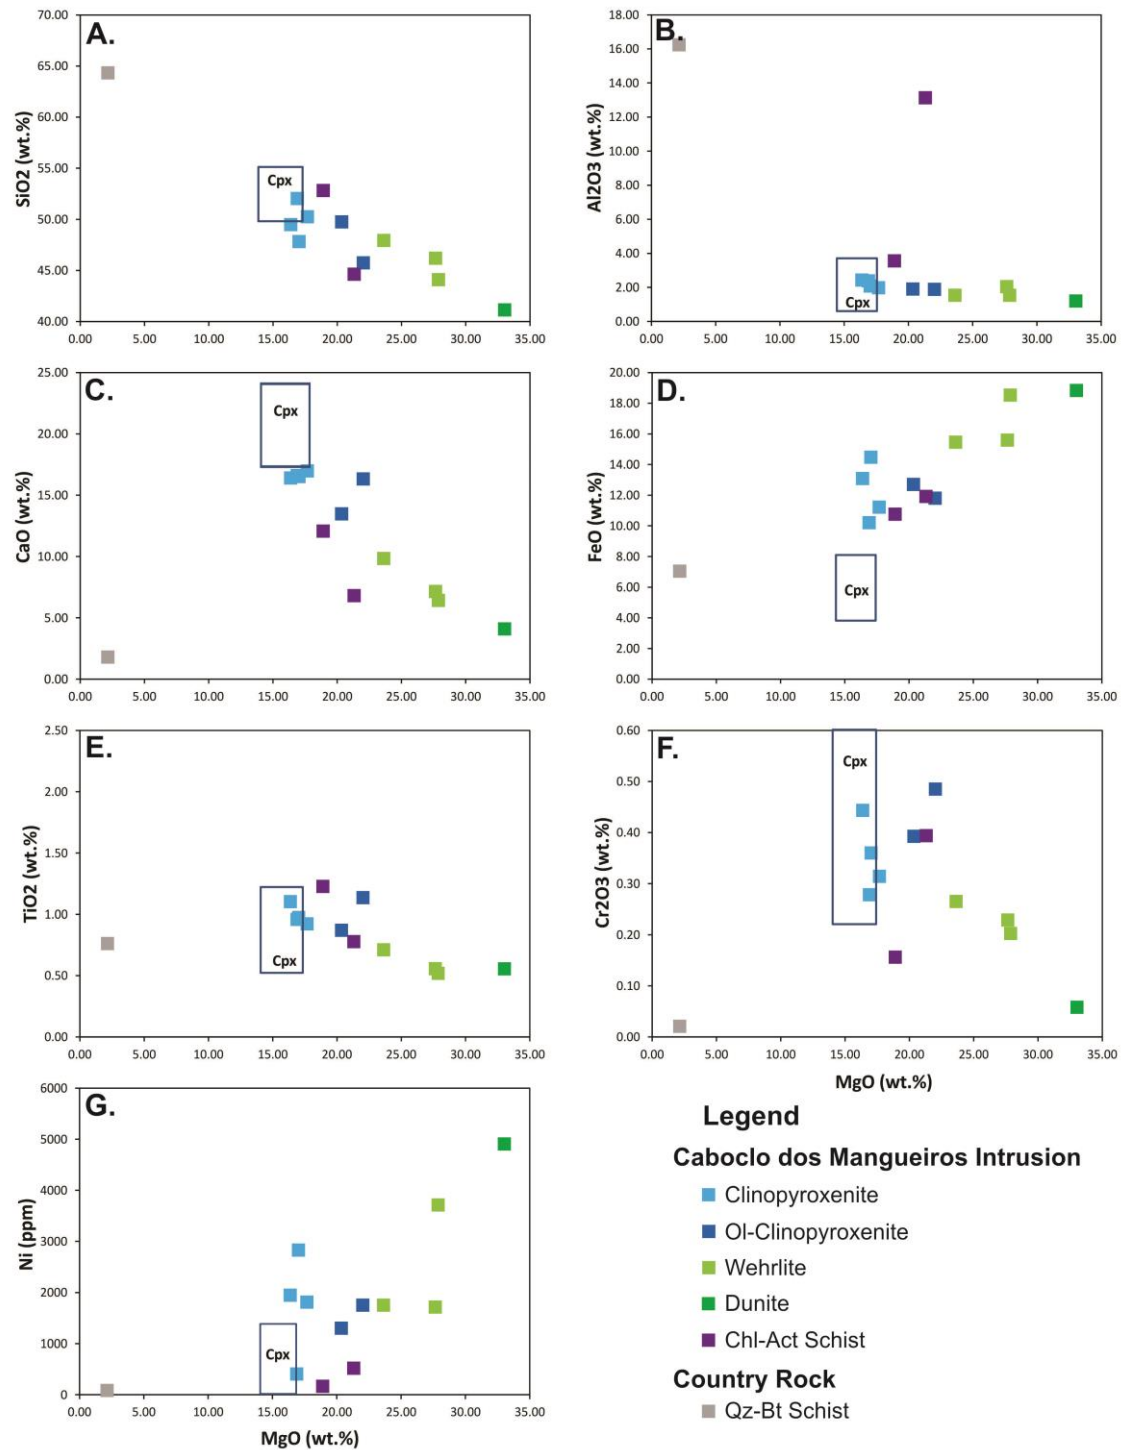 A.
SiO2 (wt.%)
70.00
65.00
60.00
55.00
50.00
45.00
40.00
Cpx
0.00 5.00 10.00 15.00 20.00 25.00 30.00 35.00
B.
Al2O3 (wt.%)
18.00
16.00
14.00
12.00
10.00
8.00
6.00
4.00
2.00
0.00
Cpx
0.00 5.00 10.00 15.00 20.00 25.00 30.00 35.00
C.
CaO (wt.%)
25.00
20.00
15.00
10.00
5.00
0.00
Cpx
0.00 5.00 10.00 15.00 20.00 25.00 30.00 35.00
D.
FeO (wt.%)
20.00
18.00
16.00
14.00
12.00
10.00
8.00
6.00
4.00
2.00
0.00
Cpx
0.00 5.00 10.00 15.00 20.00 25.00 30.00 35.00
E.
TiO2 (wt.%)
2.50
2.00
1.50
1.00
0.50
0.00
Cpx
0.00 5.00 10.00 15.00 20.00 25.00 30.00 35.00
F.
Cr2O3 (wt.%)
0.60
0.50
0.40
0.30
0.20
0.10
0.00
Cpx
0.00 5.00 10.00 15.00 20.00 25.00 30.00 35.00
MgO (wt.%)
G.
Ni (ppm)
6000
5000
4000
3000
2000
1000
0
Cpx
0.00 5.00 10.00 15.00 20.00 25.00 30.00 35.00
MgO (wt.%)
Legend
Caboclo dos Mangueiros Intrusion
Clinopyroxenite
Ol-Clinopyroxenite
Wehrlite
Dunite
Chl-Act Schist
Country Rock
Qz-Bt Schist